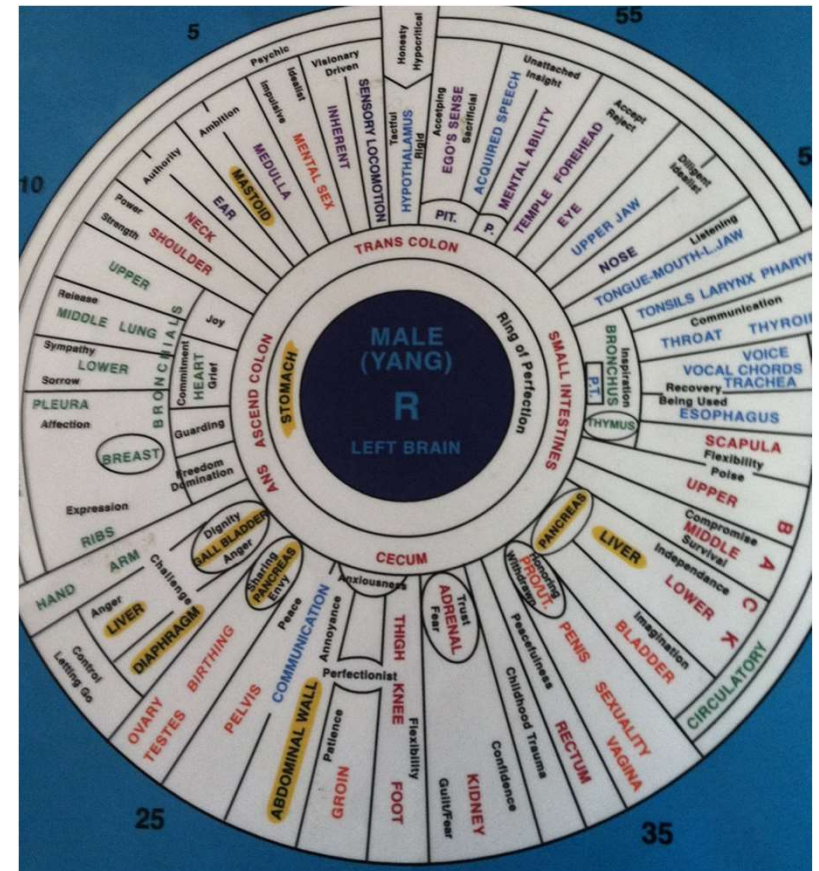 55
5
10
5
25
35
MALE
(YANG)
R
LEFT BRAIN
Ring of Perfection
STOMACH
TRANS COLON
SMALL INTESTINES
CECUM
ANS
ASCEND COLON
Honesty
Hypocritical
Tactful
HYPOTHALAMUS
Rigid
Accetping
EGO'S SENSE
Sacrificial
PIT.
ACQUIRED SPEECH
Unattached
Insight
MENTAL ABILITY
P.
TEMPLE FOREHEAD
Accept
Reject
EYE
UPPER JAW
Diligent
Idealist
NOSE
Listening
TONGUE-MOUTH-L.JAW
TONSILS LARYNX PHARYN
Communication
THROAT THYROID
VOICE
VOCAL CHORDS
TRACHEA
Recovery
Being Used
ESOPHAGUS
Inspiration
BRONCHUS
P.T.
THYMUS
SCAPULA
Flexibility
Poise
UPPER
Compromise
MIDDLE
Survival
Independance
LOWER
B
A
C
K
Imagination
BLADDER
CIRCULATORY
PANCREAS
LIVER
Honoring
PRO/UT.
Withdrawn
PENIS
SEXUALITY
VAGINA
Peacefulness
Childhood Trauma
RECTUM
Confidence
KIDNEY
Guilt/Fear
Trust
ADRENAL
Fear
Anxiousness
THIGH KNEE
Flexibility
FOOT
Annoyance
Perfectionist
Patience
GROIN
ABDOMINAL WALL
COMMUNICATION
Peace
PELVIS
Sharing
PANCREAS
Envy
BIRTHING
OVARY
TESTES
Dignity
GALL BLADDER
Anger
Challenge
DIAPHRAGM
LIVER
Anger
Control
Latting Go
HAND
ARM
RIBS
Expression
Freedom
Domination
BREAST
Guarding
Affection
PLEURA
Sorrow
LOWER
Sympathy
Commitment
HEART
Grief
Joy
BRONCHIALS
MIDDLE LUNG
Release
UPPER
Strength
SHOULDER
Power
NECK
Authority
EAR
MASTOID
Ambition
MEDULLA
Psychic
Impulsive
Idealist
MENTAL SEX
Visionary
Driven
INHERENT
SENSORY LOCOMOTION